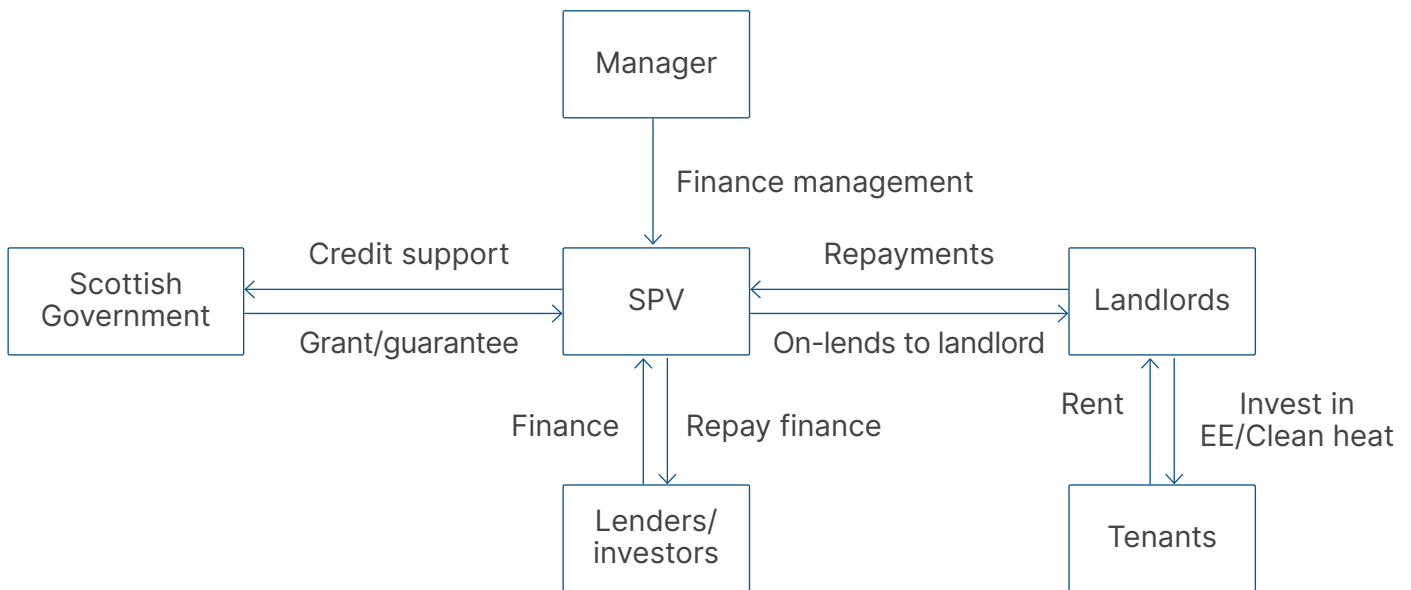 Manager
Finance management
Credit support
Repayments
Scottish
Government
SPV
Landlords
Grant/guarantee
On-lends to landlord
Rent
Invest in
EE/Clean heat
Finance
Repay finance
Lenders/
investors
Tenants